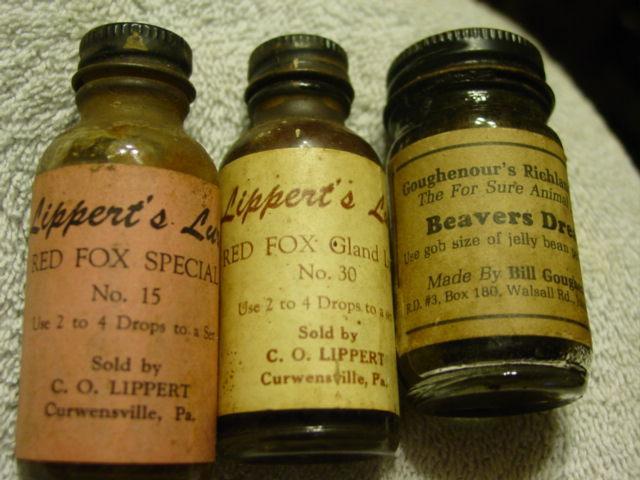 Lippert's Lu
RED FOX SPECIAL
No. 15
Use 2 to 4 Drops to a Set
Sold by
C. O. LIPPERT
Curwensville, Pa.
Lippert's L
RED FOX Gland L
No. 30
Use 2 to 4 Drops to a se
Sold by
C. O. LIPPERT
Curwensville, Pa.
Goughenour's Richlan
The For Sure Animal
Beavers Dre
Use gob size of jelly bean
Made By Bill Goughe
R.D. #3, Box 180, Walsall Rd.,